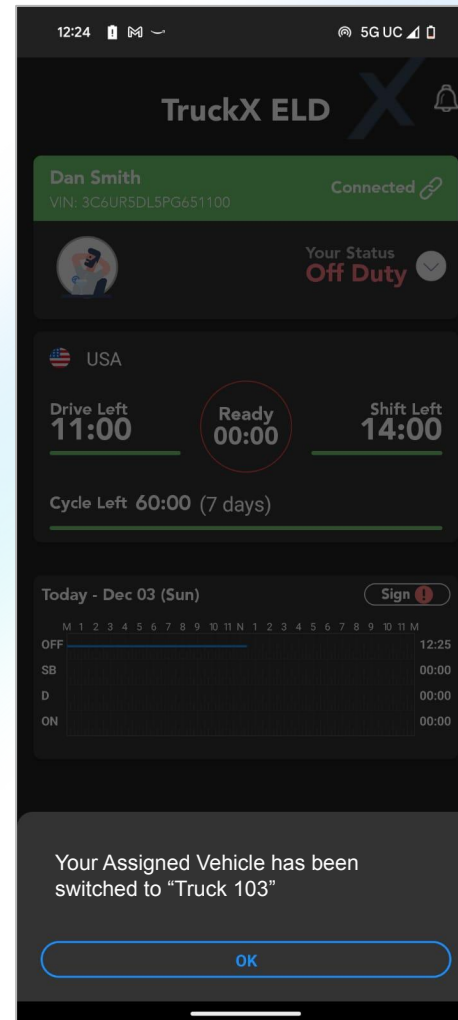 12:24 5G UC
TruckX ELD
Dan Smith
Connected
VIN: 3C6UR5DL5PG651100
Your Status
Off Duty
USA
Drive Left
11:00
Ready
00:00
Shift Left
14:00
Cycle Left 60:00 (7 days)
Today - Dec 03 (Sun)
Sign !
M 1 2 3 4 5 6 7 8 9 10 11 N 1 2 3 4 5 6 7 8 9 10 11 M
OFF 12:25
SB 00:00
D 00:00
ON 00:00
Your Assigned Vehicle has been
switched to “Truck 103”
OK